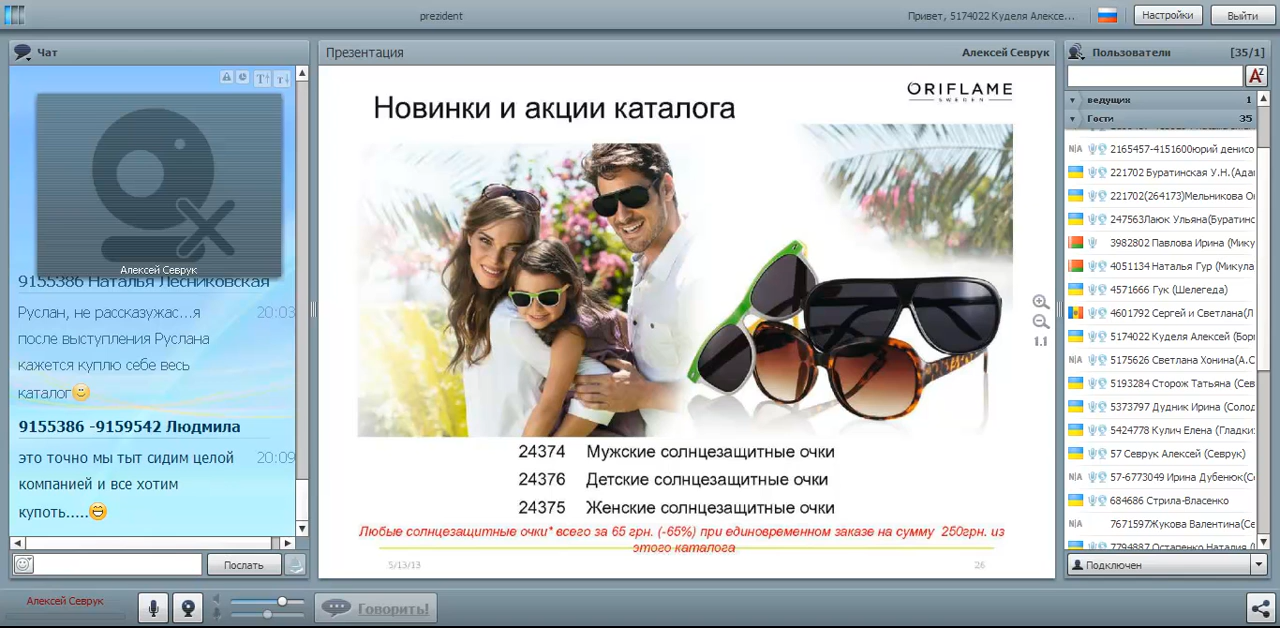 prezident
Привет, 5174022 Куделя Алексе...
Настройки
Выйти
Чат
Алексей Севрук
9155386 Наталья Лесниковская
Руслан, не рассказужас...я 20:03
после выступления Руслана
кажется куплю себе весь
каталог
9155386 -9159542 Людмила
это точно мы тыт сидим целой 20:09
компанией и все хотим
купоть.....
Послать
Презентация
Алексей Севрук
ORIFLAME
SWEDEN
Новинки и акции каталога
24374 Мужские солнцезащитные очки
24376 Детские солнцезащитные очки
24375 Женские солнцезащитные очки
Любые солнцезащитные очки* всего за 65 грн. (-65%) при единовременном заказе на сумму 250грн. из
этого каталога
5/13/13
26
1.1
Пользователи [35/1]
ведущих 1
Гости 35
N|A 2165457-4151600юрий денисо
221702 Буратинская У.Н.(Ада
221702(264173)Мельникова О
247563Лаюк Ульяна(Буратинс
3982802 Павлова Ирина (Мику
4051134 Наталья Гур (Микула
4571666 Гук (Шелегеда)
4601792 Сергей и Светлана(Л
5174022 Куделя Алексей (Бор
N|A 5175626 Светлана Хонина(А.С
5193284 Сторож Татьяна (Сев
5373797 Дудник Ирина (Солод
5424778 Кулич Елена (Гладки
57 Севрук Алексей (Севрук)
N|A 57-6773049 Ирина Дубенюк(Се
684686 Стрила-Власенко
N|A 7671597Жукова Валентина(Се
7794887 Остаренко Наталия (
Подключен
Алексей Севрук
Говорить!